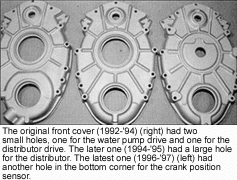 The original front cover (1992-'94) (right) had two
small holes, one for the water pump drive and one for the
distributor drive. The later one (1994-'95) had a large hole
for the distributor. The latest one (1996-'97) (left) had
another hole in the bottom corner for the crank position
sensor.